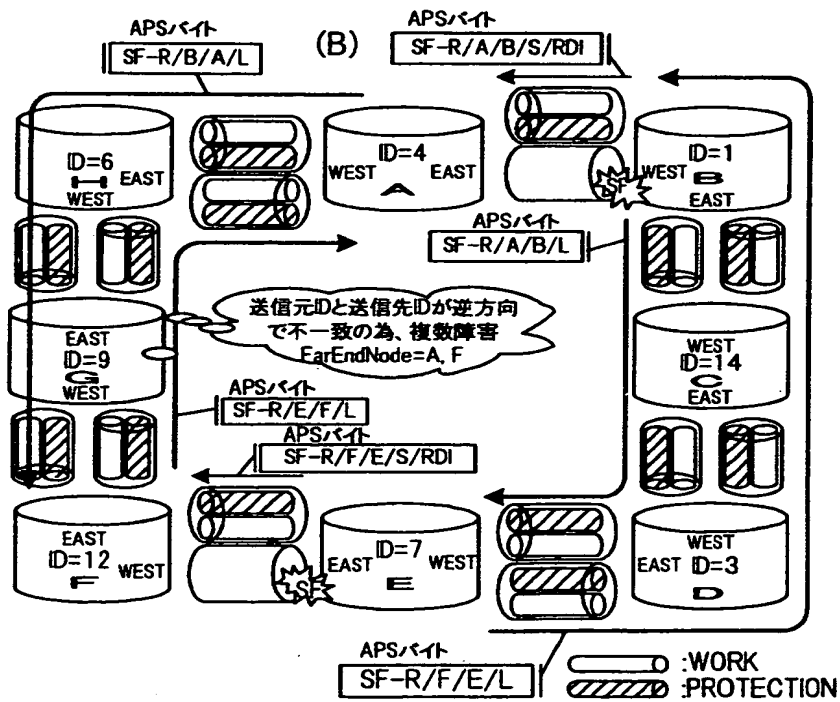 APSバイト
SF-R/B/A/L
(B)
APSバイト
SF-R/A/B/S/RDI
ID=6
H
EAST
WEST
ID=4
WEST
EAST
A
SF
ID=1
WEST
B
EAST
APSバイト
SF-R/A/B/L
送信元IDと送信先IDが逆方向
で不一致の為、複数障害
EarEndNode=A, F
EAST
ID=9
G
WEST
WEST
ID=14
C
EAST
APSバイト
SF-R/E/F/L
APSバイト
SF-R/F/E/S/RDI
EAST
ID=12
WEST
F
SF
ID=7
EAST
WEST
E
WEST
EAST
ID=3
D
APSバイト
SF-R/F/E/L
:WORK
:PROTECTION